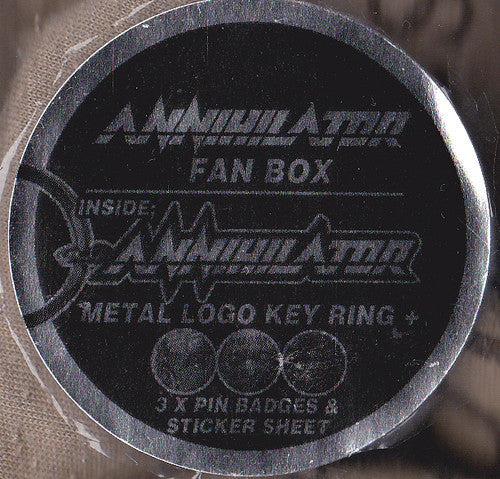 ANNIHILATOR
FAN BOX
INSIDE:
ANNIHILATOR
METAL LOGO KEY RING +
3 X PIN BADGES &
STICKER SHEET